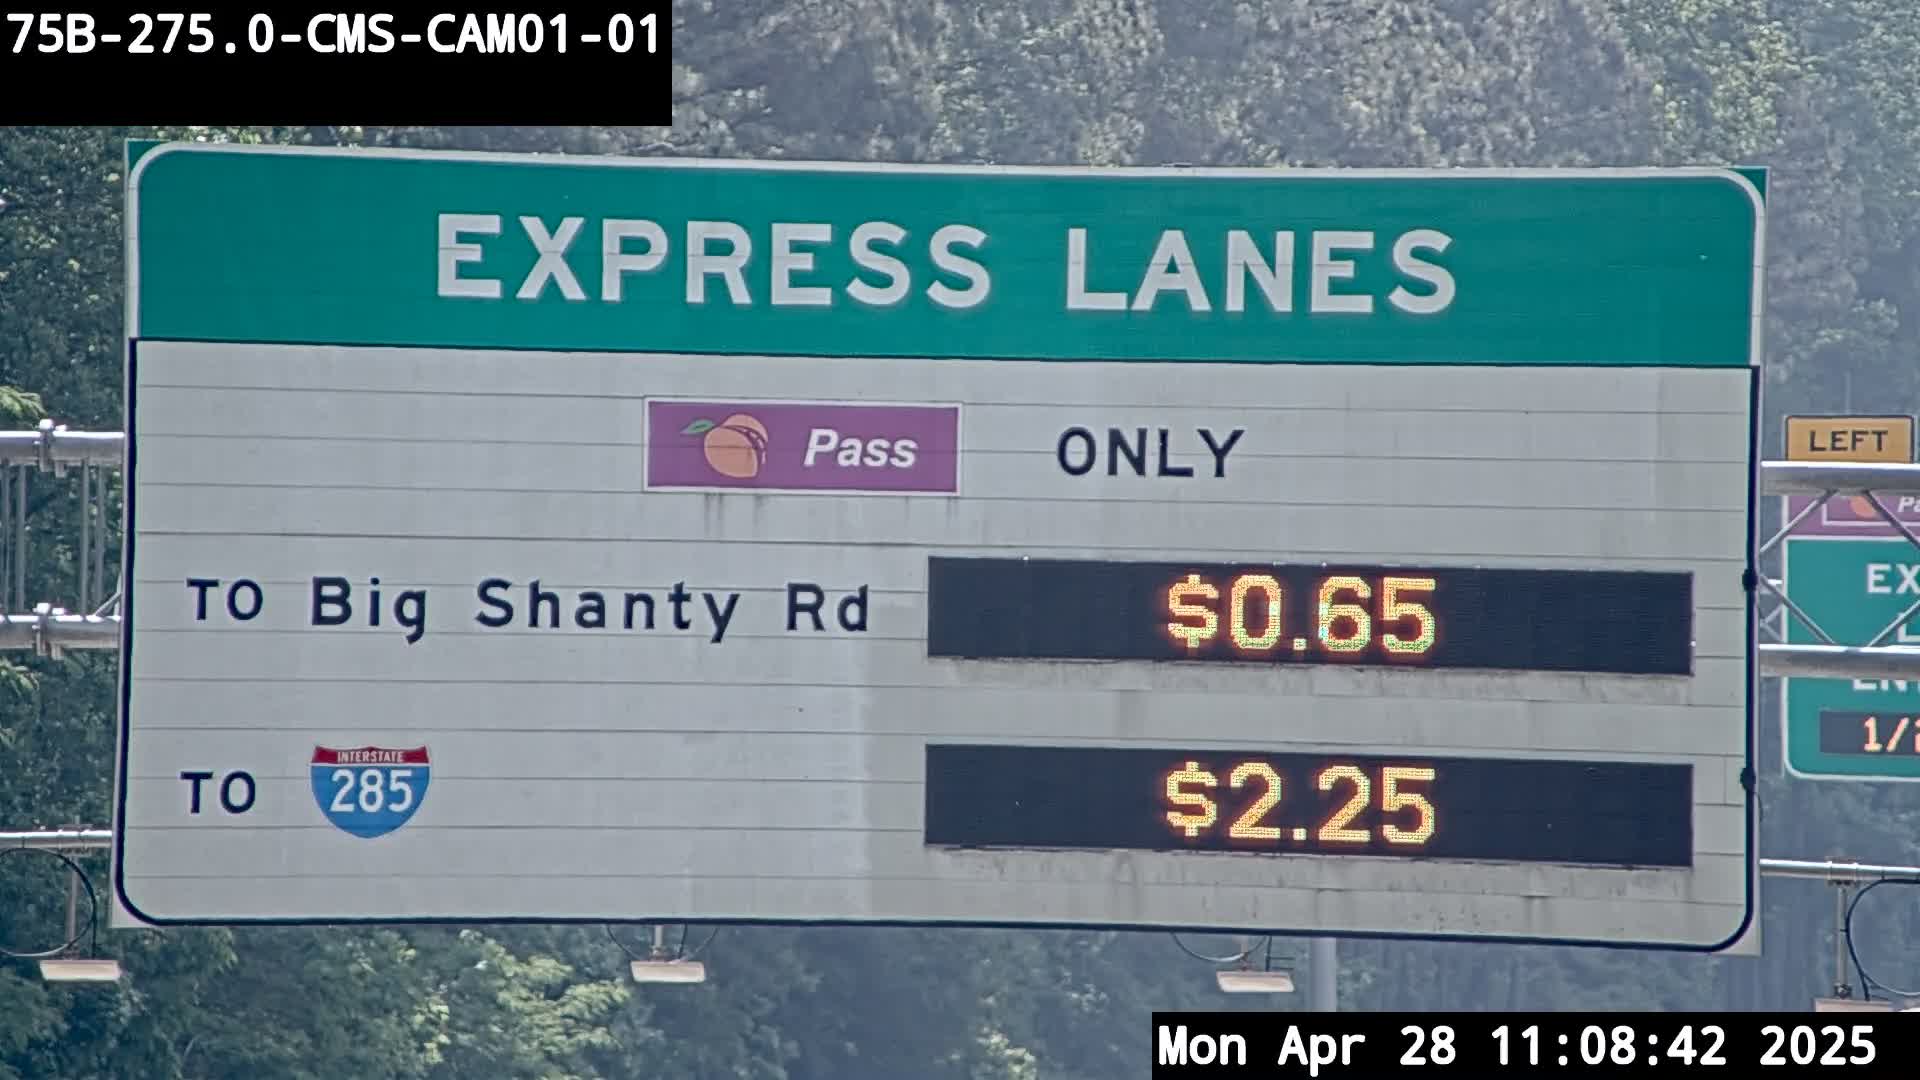 75B-275.0-CMS-CAM01-01
EXPRESS LANES
Pass ONLY
TO Big Shanty Rd $0.65
TO INTERSTATE 285 $2.25
LEFT
Mon Apr 28 11:08:42 2025